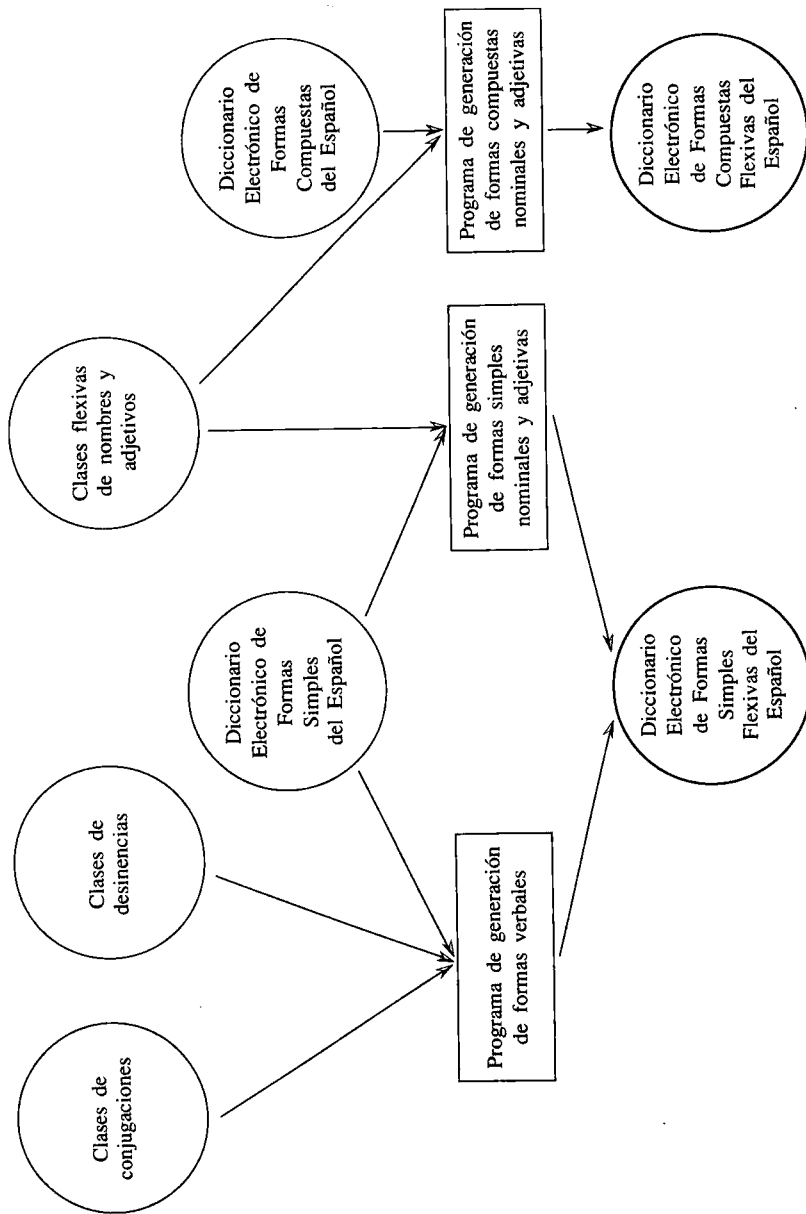 Clases de
conjugaciones
Clases de
desinencias
Clases flexivas
de nombres y
adjetivos
Diccionario
Electrónico de
Formas
Simples
del Español
Diccionario
Electrónico de
Formas
Compuestas
del Español
Programa de generación
de formas verbales
Programa de generación
de formas simples
nominales y adjetivas
Programa de generación
de formas compuestas
nominales y adjetivas
Diccionario
Electrónico
de Formas
Simples
Flexivas del
Español
Diccionario
Electrónico
de Formas
Compuestas
Flexivas del
Español